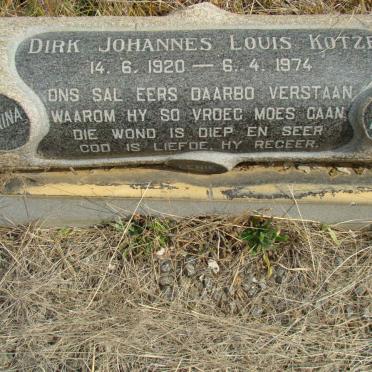 DIRK JOHANNES LOUIS KOTZE
14. 6. 1920 — 6. 4. 1974
ONS SAL EERS DAARBO VERSTAAN
WAAROM HY SO VROEG MOES GAAN
DIE WOND IS DIEP EN SEER
GOD IS LIEFDE, HY REGEER.
INA